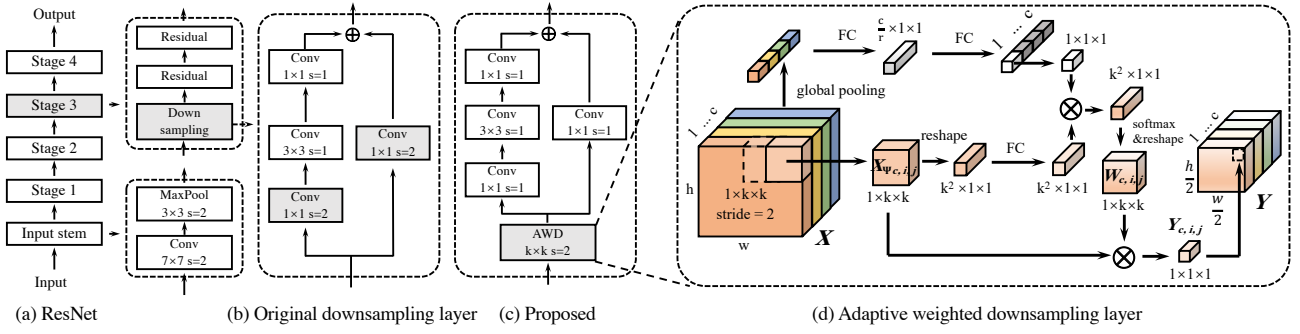 Output
Stage 4
Stage 3
Stage 2
Stage 1
Input stem
Input
(a) ResNet
Residual
Residual
Down
sampling
MaxPool
3×3 s=2
Conv
7×7 s=2
Conv
1×1 s=1
Conv
3×3 s=1
Conv
1×1 s=2
Conv
1×1 s=2
(b) Original downsampling layer
Conv
1×1 s=1
Conv
3×3 s=1
Conv
1×1 s=1
Conv
1×1 s=1
AWD
k×k s=2
(c) Proposed
FC
c/r ×1×1
FC
1 ... c
1×1×1
global pooling
k² ×1×1
1 ... c
h
1×k×k
stride = 2
w
X
X_Ψc,i,j
1×k×k
reshape
k² ×1×1
FC
k² ×1×1
softmax
&reshape
W_c,i,j
1×k×k
Y_c,i,j
1×1×1
1 ... c
h/2
w/2
Y
(d) Adaptive weighted downsampling layer